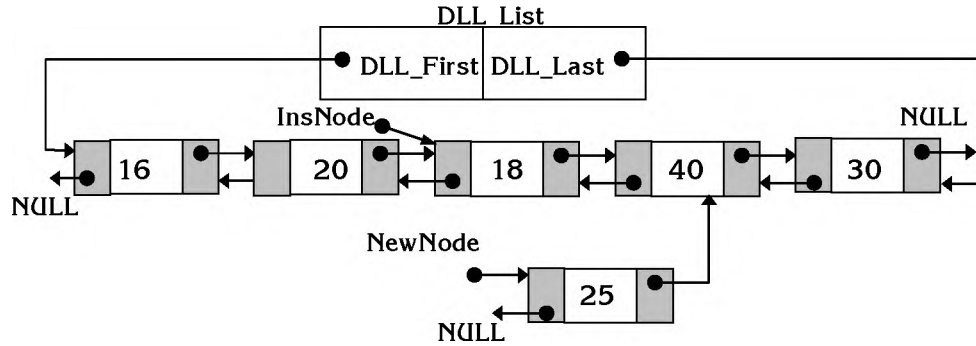 DLL_List
DLL_First DLL_Last
InsNode
NULL
16 20 18 40 30
NULL
NewNode
25
NULL